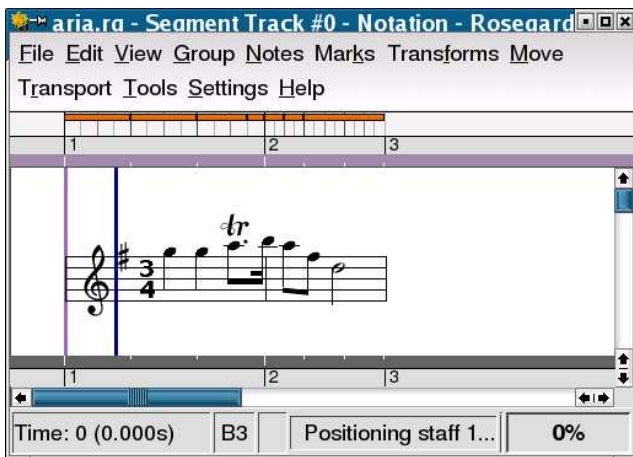 aria.rg - Segment Track #0 - Notation - Rosegard
File Edit View Group Notes Marks Transforms Move
Transport Tools Settings Help
1 2 3
tr
3
4
1 2 3
Time: 0 (0.000s) B3 Positioning staff 1... 0%